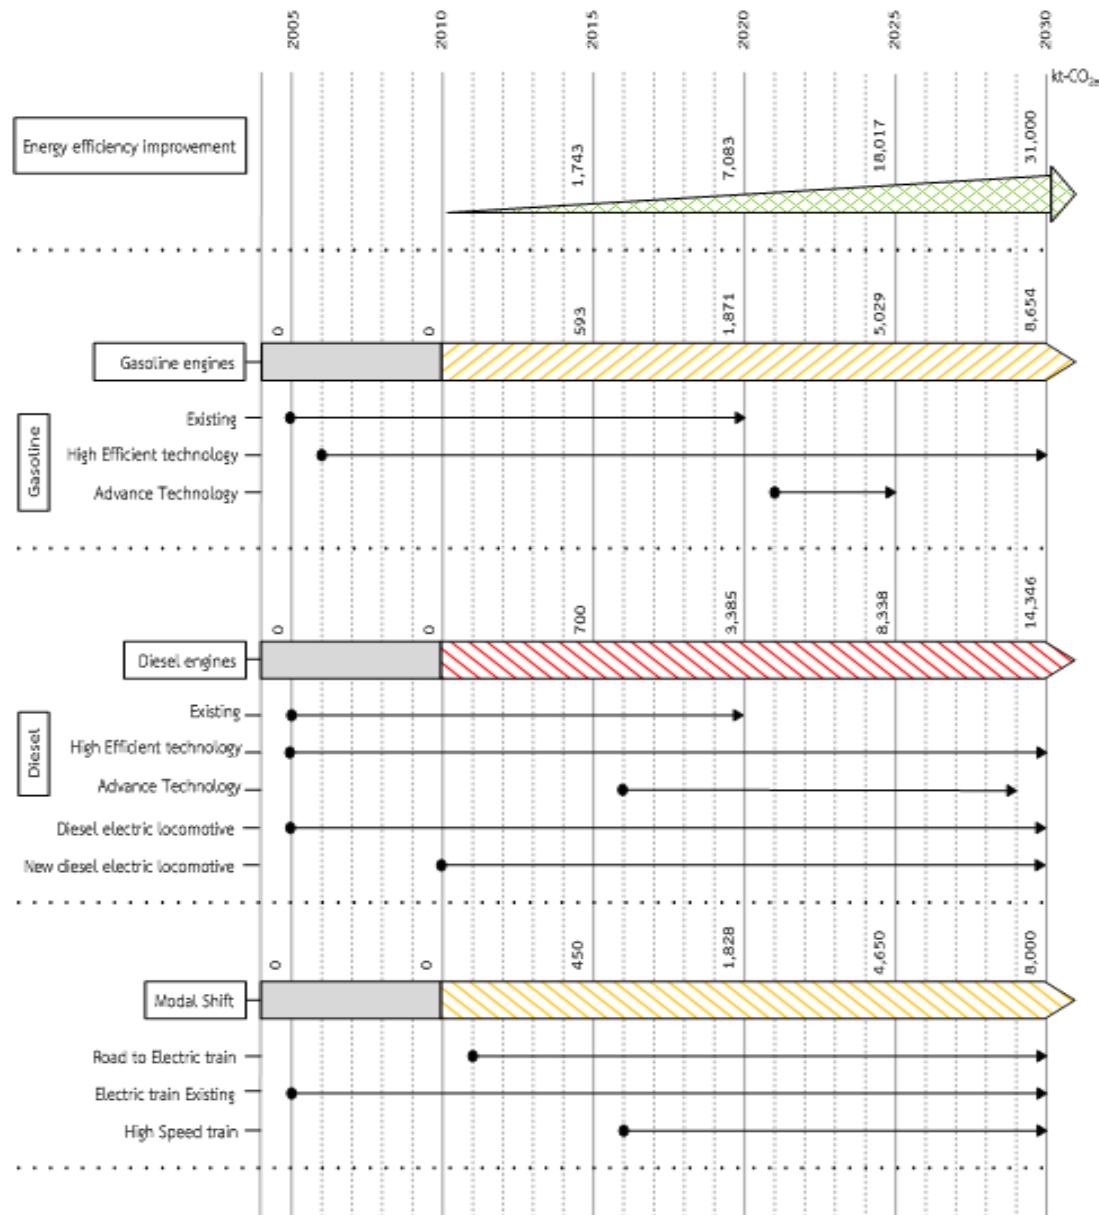 2005 2010 2015 2020 2025 2030
kt-CO2e
Energy efficiency improvement
1,743 7,083 18,017 31,000
0 0 593 1,871 5,029 8,654
Gasoline engines
Gasoline
Existing
High Efficient technology
Advance Technology
0 0 700 3,385 8,338 14,346
Diesel engines
Diesel
Existing
High Efficient technology
Advance Technology
Diesel electric locomotive
New diesel electric locomotive
0 0 450 1,828 4,650 8,000
Modal Shift
Road to Electric train
Electric train Existing
High Speed train